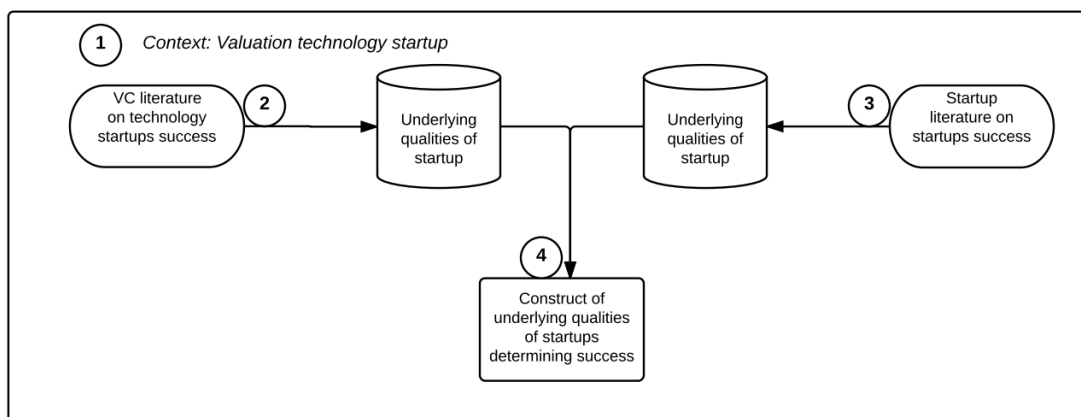 1
Context: Valuation technology startup
VC literature
on technology
startups success
2
Underlying
qualities of
startup
Underlying
qualities of
startup
3
Startup
literature on
startups success
4
Construct of
underlying qualities
of startups
determining success